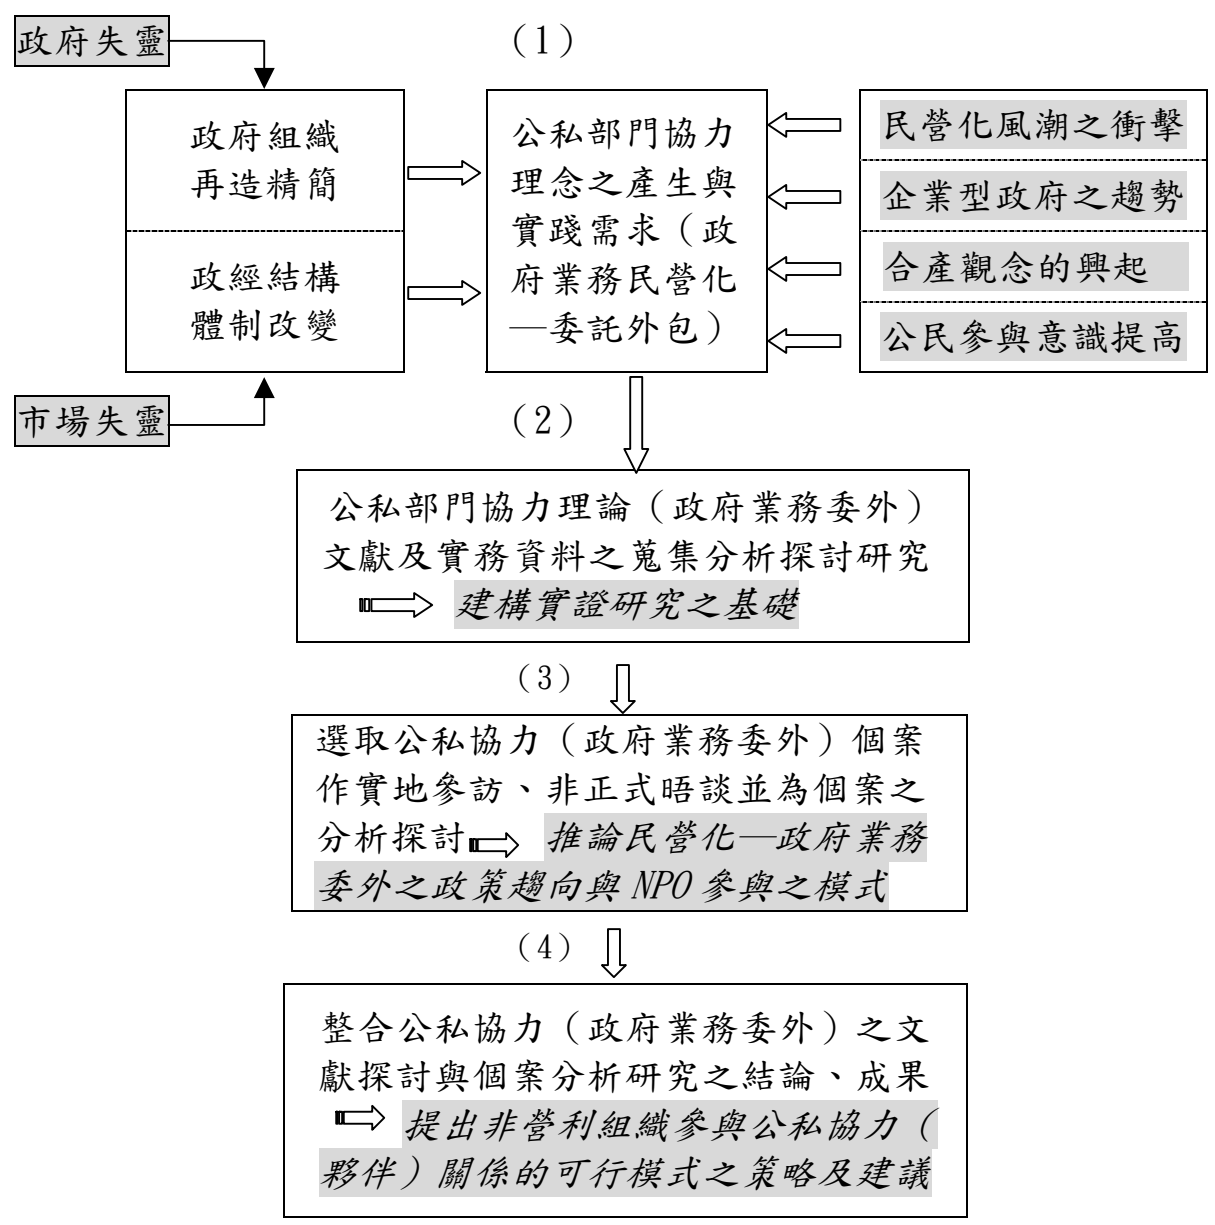 政府失靈
(1)
政府組織
再造精簡
政經結構
體制改變
市場失靈
公私部門協力
理念之產生與
實踐需求（政
府業務民營化
—委託外包）
民營化風潮之衝擊
企業型政府之趨勢
合產觀念的興起
公民參與意識提高
(2)
公私部門協力理論（政府業務委外）
文獻及實務資料之蒐集分析探討研究
建構實證研究之基礎
(3)
選取公私協力（政府業務委外）個案
作實地參訪、非正式晤談並為個案之
分析探討 推論民營化—政府業務
委外之政策趨向與 NPO 參與之模式
(4)
整合公私協力（政府業務委外）之文
獻探討與個案分析研究之結論、成果
提出非營利組織參與公私協力（
夥伴）關係的可行模式之策略及建議